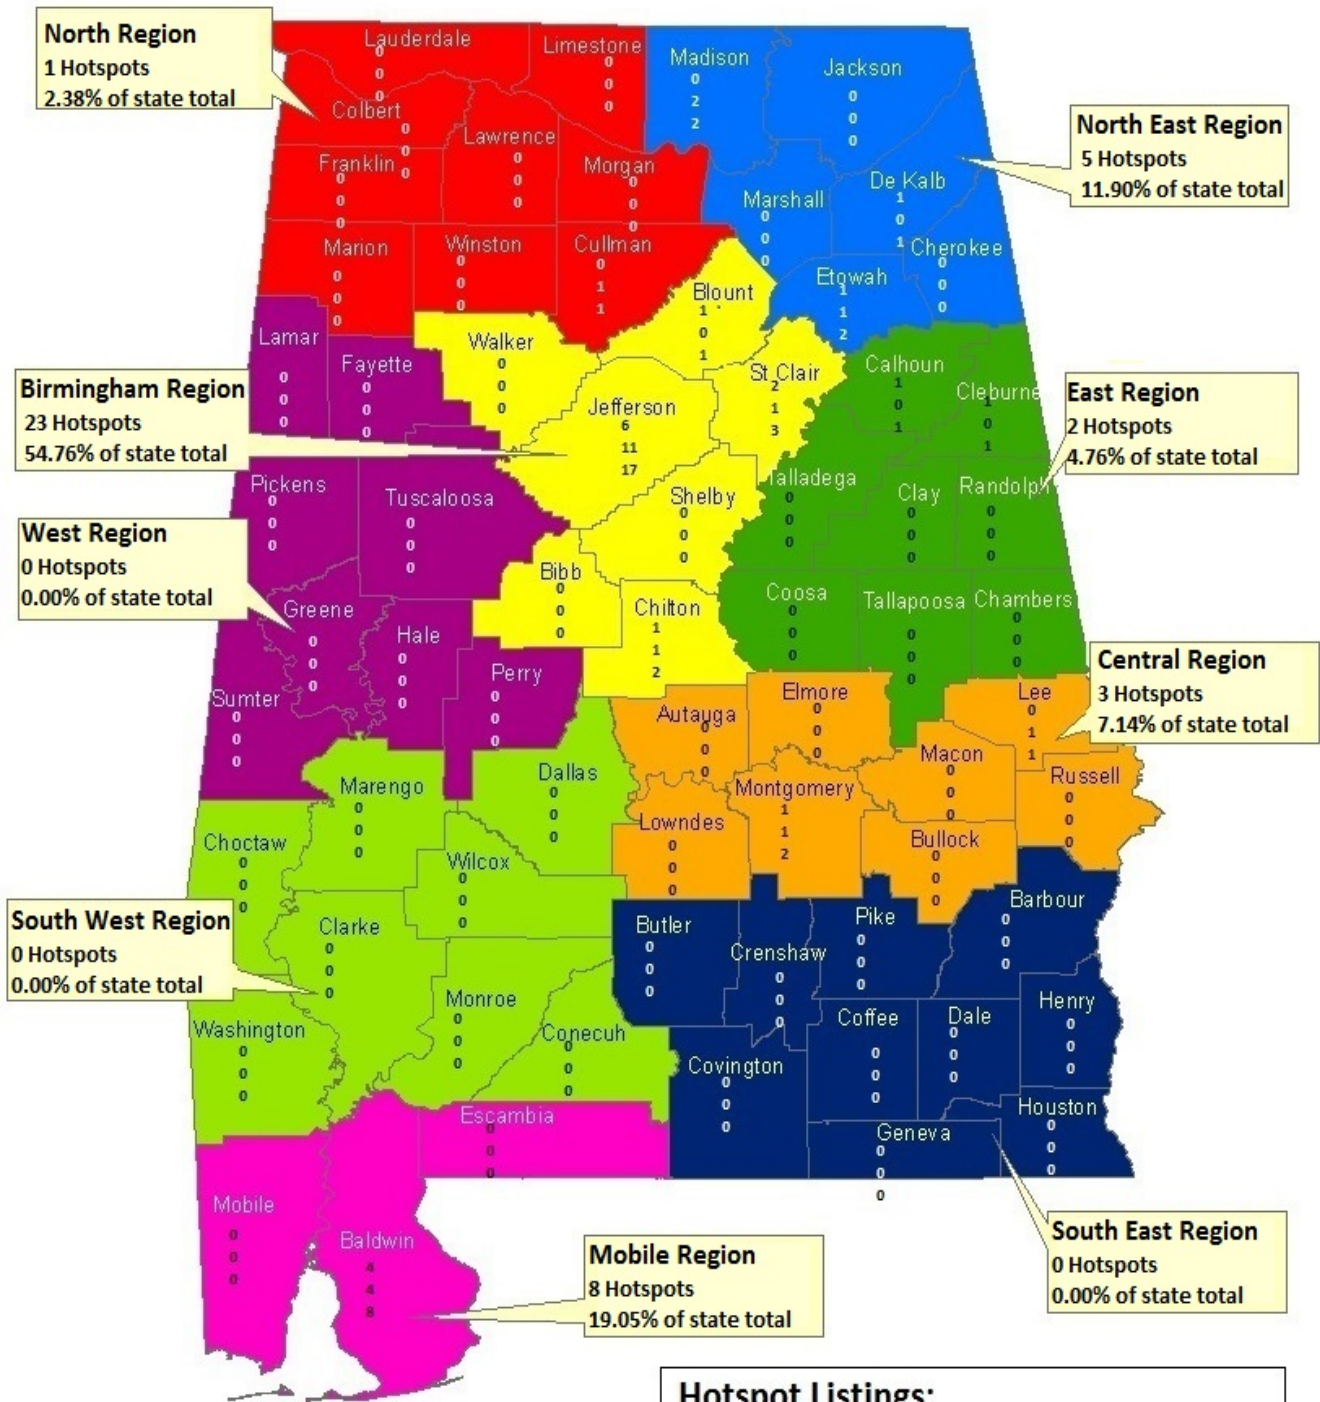 North Region
1 Hotspots
2.38% of state total
North East Region
5 Hotspots
11.90% of state total
Birmingham Region
23 Hotspots
54.76% of state total
East Region
2 Hotspots
4.76% of state total
West Region
0 Hotspots
0.00% of state total
Central Region
3 Hotspots
7.14% of state total
South West Region
0 Hotspots
0.00% of state total
South East Region
0 Hotspots
0.00% of state total
Mobile Region
8 Hotspots
19.05% of state total
Lauderdale
0
0
0
Limestone
0
0
0
Madison
0
2
2
Jackson
0
0
0
Colbert
0
0
0
Lawrence
0
0
0
Franklin
0
0
0
Morgan
0
0
0
Marshall
0
0
0
De Kalb
1
0
1
Marion
0
0
0
Winston
0
0
0
Cullman
0
1
1
Cherokee
0
0
0
Etowah
1
1
2
Blount
1
0
1
Lamar
0
0
0
Fayette
0
0
0
Walker
0
0
0
St Clair
2
1
3
Calhoun
1
0
1
Cleburne
1
0
1
Jefferson
6
11
17
Pickens
0
0
0
Tuscaloosa
0
0
0
Shelby
0
0
0
Talladega
0
0
0
Clay
0
0
0
Randolph
0
0
0
Bibb
0
0
0
Greene
0
0
0
Hale
0
0
0
Chilton
1
1
2
Coosa
0
0
0
Tallapoosa
0
0
0
Chambers
0
0
0
Sumter
0
0
0
Perry
0
0
0
Autauga
0
0
0
Elmore
0
0
0
Lee
0
1
1
Marengo
0
0
0
Dallas
0
0
0
Montgomery
1
1
2
Macon
0
0
0
Russell
0
0
0
Choctaw
0
0
0
Wilcox
0
0
0
Lowndes
0
0
0
Bullock
0
0
0
Clarke
0
0
0
Butler
0
0
0
Crenshaw
0
0
0
Pike
0
0
0
Barbour
0
0
0
Washington
0
0
0
Monroe
0
0
0
Conecuh
0
0
0
Covington
0
0
0
Coffee
0
0
0
Dale
0
0
0
Henry
0
0
0
Escambia
0
0
0
Geneva
0
0
0
Houston
0
0
0
Mobile
0
0
0
Baldwin
4
4
8
Hotspot Listings: